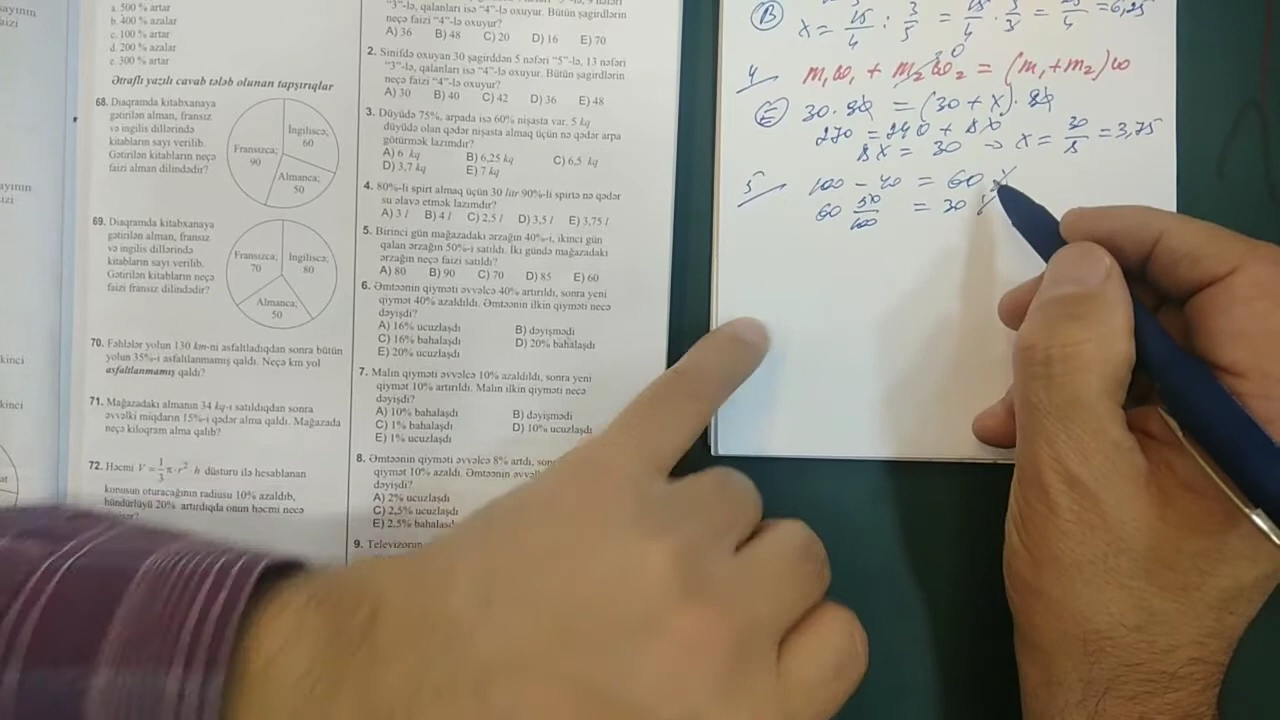 a. 500 % artar
b. 400 % azalar
c. 100 % artar
d. 200 % azalar
e. 300 % artar
Ətraflı yazılı cavab tələb olunan tapşırıqlar
68. Diaqramda kitabxanaya
gətirilən alman, fransız
və ingilis dillərində
kitabların sayı verilib.
Gətirilən kitabların neçə
faizi alman dilindədir?
İngiliscə;
60
Fransızca;
90
Almanca;
50
69. Diaqramda kitabxanaya
gətirilən alman, fransız
və ingilis dillərində
kitabların sayı verilib.
Gətirilən kitabların neçə
faizi fransız dilindədir?
Fransızca;
70
İngiliscə;
80
Almanca;
50
70. Fəhlələr yolun 130 km-ni asfaltladıqdan sonra bütün
yolun 35%-i asfaltlanmamış qaldı. Neçə km yol
asfaltlanmamış qaldı?
71. Mağazadakı almanın 34 kq-ı satıldıqdan sonra
əvvəlki miqdarın 15%-i qədər alma qaldı. Mağazada
neçə kiloqram alma qalıb?
72. Həcmi V = 1/3 π · r² · h düsturu ilə hesablanan
konusun oturacağının radiusu 10% azaldıb,
hündürlüyü 20% artırdıqda onun həcmi necə
"3"-lə, qalanları isə "4"-lə oxuyur. Bütün şagirdlərin
neçə faizi "4"-lə oxuyur?
A) 36 B) 48 C) 20 D) 16 E) 70
2. Sinifdə oxuyan 30 şagirddən 5 nəfəri "5"-lə, 13 nəfəri
"3"-lə, qalanları isə "4"-lə oxuyur. Bütün şagirdlərin
neçə faizi "4"-lə oxuyur?
A) 30 B) 40 C) 42 D) 36 E) 48
3. Düyüdə 75%, arpada isə 60% nişasta var. 5 kq
düyüdə olan qədər nişasta almaq üçün nə qədər arpa
götürmək lazımdır?
A) 6 kq B) 6,25 kq C) 6,5 kq
D) 3,7 kq E) 7 kq
4. 80%-li spirt almaq üçün 30 litr 90%-li spirtə nə qədər
su əlavə etmək lazımdır?
A) 3 l B) 4 l C) 2,5 l D) 3,5 l E) 3,75 l
5. Birinci gün mağazadakı ərzağın 40%-i, ikinci gün
qalan ərzağın 50%-i satıldı. İki gündə mağazadakı
ərzağın neçə faizi satıldı?
A) 80 B) 90 C) 70 D) 85 E) 60
6. Əmtəənin qiyməti əvvəlcə 40% artırıldı, sonra yeni
qiymət 40% azaldıldı. Əmtəənin ilkin qiyməti necə
dəyişdi?
A) 16% ucuzlaşdı B) dəyişmədi
C) 16% bahalaşdı D) 20% bahalaşdı
E) 20% ucuzlaşdı
7. Malın qiyməti əvvəlcə 10% azaldıldı, sonra yeni
qiymət 10% artırıldı. Malın ilkin qiyməti necə
dəyişdi?
A) 10% bahalaşdı B) dəyişmədi
C) 1% bahalaşdı D) 10% ucuzlaşdı
E) 1% ucuzlaşdı
8. Əmtəənin qiyməti əvvəlcə 8% artdı,
qiymət 10% azaldı. Əmtəənin
dəyişdi?
A) 2% ucuzlaşdı
C) 2,5% ucuzlaşdı
E) 2,5% bahalaşdı
9. Televizorun
B x = 15/4 : 3/5 = 6,25
4 m₁ω₁ + m₂ω₂ = (m₁+m₂)ω
0
E 30 · 90 = (30 + x) · 80
270 = 240 + 8x
8x = 30 → x = 30/8 = 3,75
5 100 - 40 = 60 %
60 50/100 = 30 %